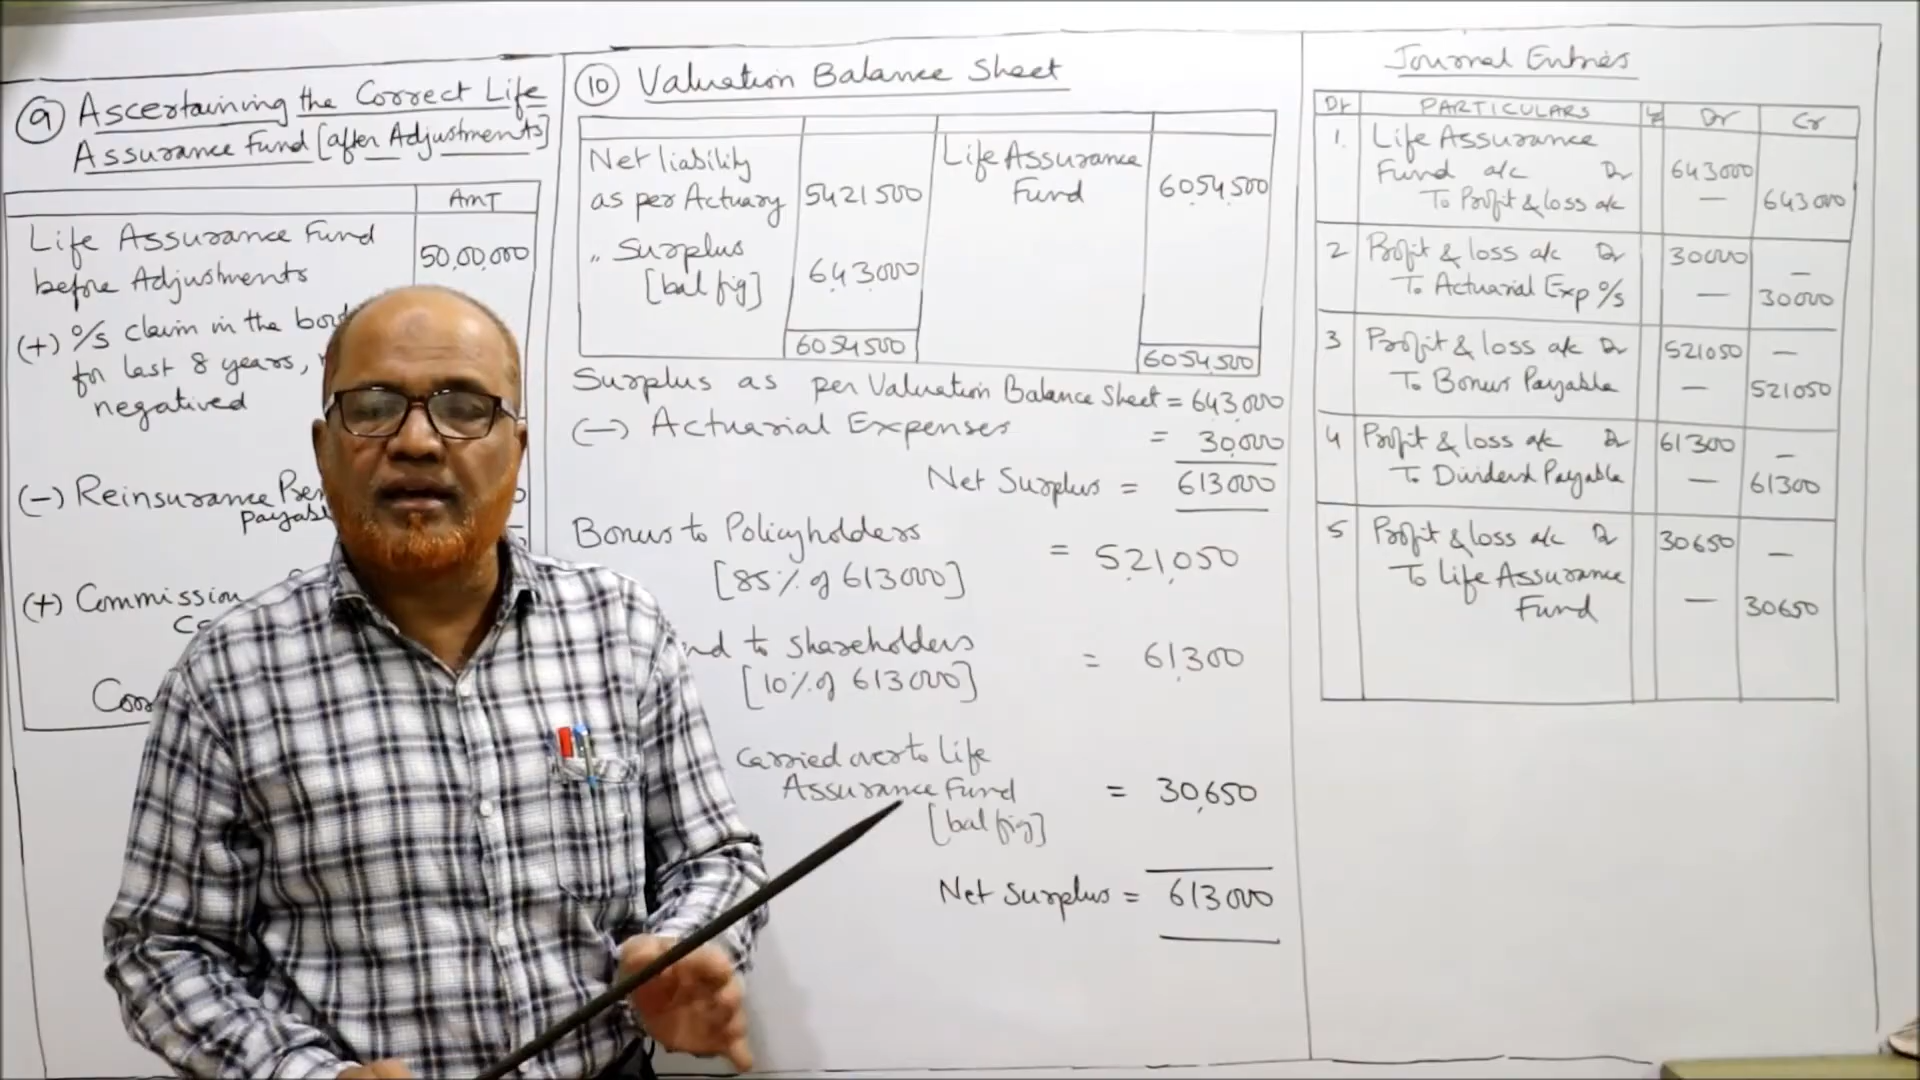 9 Ascertaining the Correct Life
Assurance Fund [after Adjustments]
AMT
Life Assurance Fund
before Adjustments
50,00,000
(+) o/s claim in the
for last 8 years,
negatived
(-) Reinsurance
(+) Commission
10 Valuation Balance Sheet
Net liability
as per Actuary
5421500
Life Assurance
Fund
6054500
,, Surplus
[bal fig]
643000
6054500
6054500
Surplus as per Valuation Balance Sheet = 643,000
(-) Actuarial Expenses = 30,000
Net Surplus = 613000
Bonus to Policyholders
[85% of 613000]
= 521,050
to Shareholders
[10% of 613000]
= 61,300
Carried over to Life
Assurance Fund
[bal fig]
= 30,650
Net Surplus = 613000
Journal Entries
PARTICULARS Dr Cr
1. Life Assurance
Fund a/c Dr 643000
To Profit & loss a/c — 643000
2 Profit & loss a/c Dr 30000 —
To Actuarial Exp o/s — 30000
3 Profit & loss a/c Dr 521050 —
To Bonus Payable — 521050
4 Profit & loss a/c Dr 61300 —
To Dividend Payable — 61300
5 Profit & loss a/c Dr 30650 —
To Life Assurance
Fund — 30650